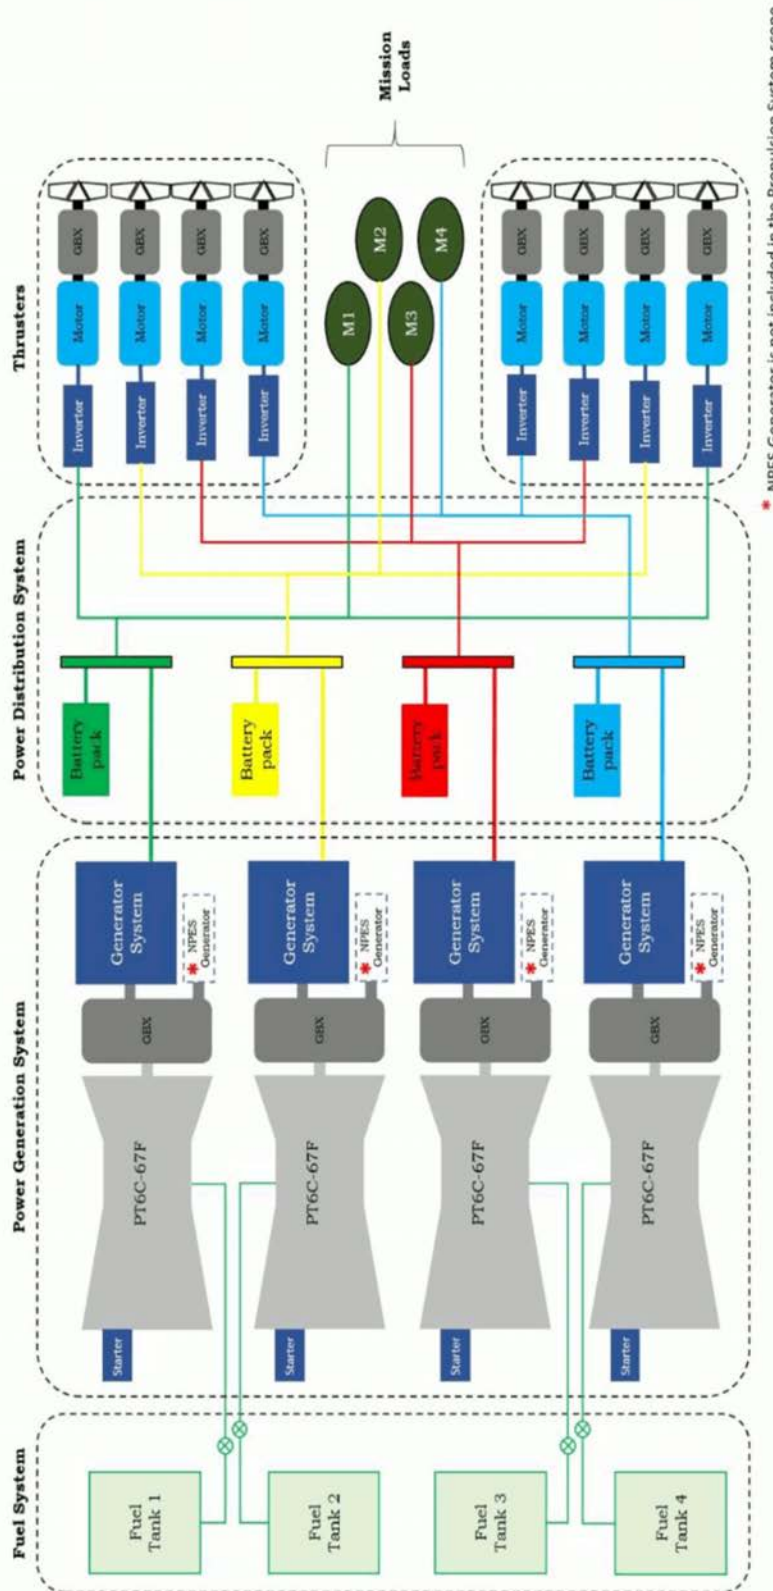 Fuel System
Power Generation System
Power Distribution System
Thrusters
Fuel
Tank 1
Starter
PT6C-67F
GBX
Generator
System
* NPES
Generator
Battery
pack
Inverter
Motor
GBX
Inverter
Motor
GBX
Inverter
Motor
GBX
Inverter
Motor
GBX
Fuel
Tank 2
Starter
PT6C-67F
GBX
Generator
System
* NPES
Generator
Battery
pack
M1
M2
M3
M4
Mission
Loads
Fuel
Tank 3
Starter
PT6C-67F
GBX
Generator
System
* NPES
Generator
Battery
pack
Fuel
Tank 4
Starter
PT6C-67F
GBX
Generator
System
* NPES
Generator
Battery
pack
Inverter
Motor
GBX
Inverter
Motor
GBX
Inverter
Motor
GBX
Inverter
Motor
GBX
* NPES Generator is not included in the Propulsion System scope